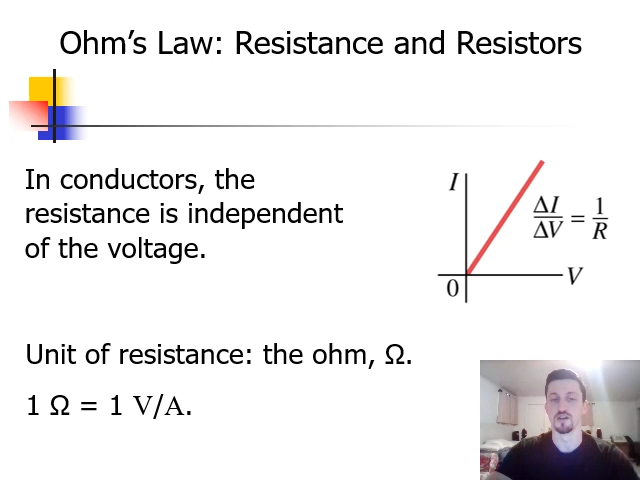 Ohm’s Law: Resistance and Resistors
In conductors, the
resistance is independent
of the voltage.
I
ΔI/ΔV = 1/R
V
0
Unit of resistance: the ohm, Ω.
1 Ω = 1 V/A.